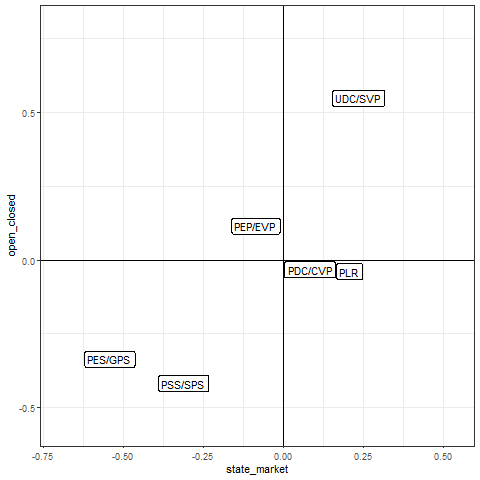 UDC/SVP
0.5
PEP/EVP
open_closed
0.0
PDC/CVP
PLR
PES/GPS
PSS/SPS
-0.5
-0.75
-0.50
-0.25
0.00
0.25
0.50
state_market